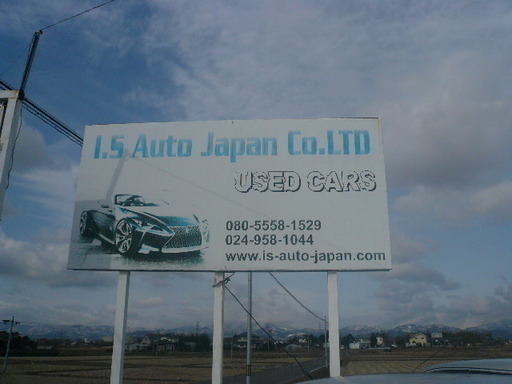 I.S Auto Japan Co.LTD
USED CARS
080-5558-1529
024-958-1044
www.is-auto-japan.com